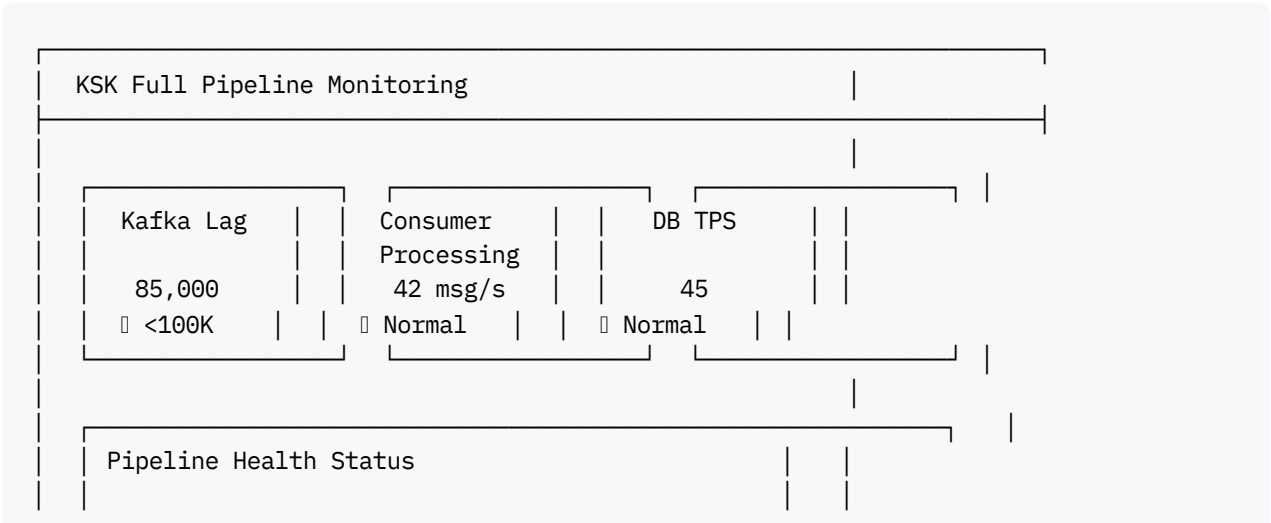 KSK Full Pipeline Monitoring
Kafka Lag Consumer DB TPS
Processing
85,000 42 msg/s 45
<100K Normal Normal
Pipeline Health Status